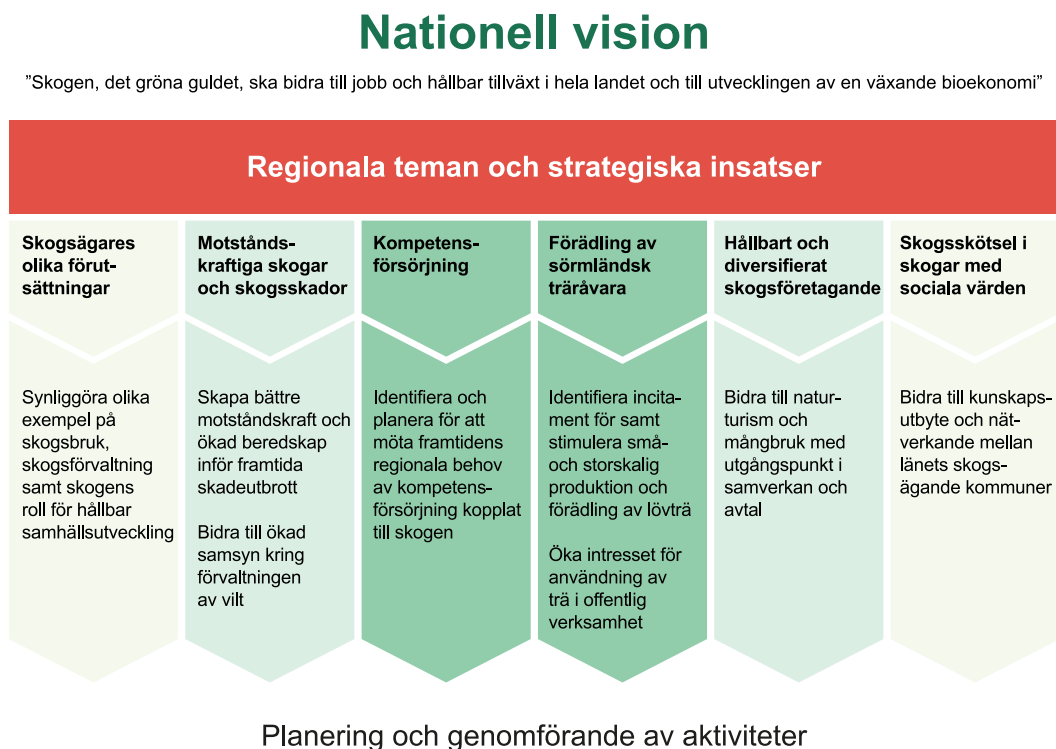 Nationell vision
”Skogen, det gröna guldet, ska bidra till jobb och hållbar tillväxt i hela landet och till utvecklingen av en växande bioekonomi”
Regionala teman och strategiska insatser
Skogsägares
olika förut-
sättningar
Synliggöra olika
exempel på
skogsbruk,
skogsförvaltning
samt skogens
roll för hållbar
samhällsutveckling
Motstånds-
kraftiga skogar
och skogsskador
Skapa bättre
motståndskraft och
ökad beredskap
inför framtida
skadeutbrott
Bidra till ökad
samsyn kring
förvaltningen
av vilt
Kompetens-
försörjning
Identifiera och
planera för att
möta framtidens
regionala behov
av kompetens-
försörjning kopplat
till skogen
Förädling av
sörmländsk
träråvara
Identifiera incita-
ment för samt
stimulera små-
och storskalig
produktion och
förädling av lövträ
Öka intresset för
användning av
trä i offentlig
verksamhet
Hållbart och
diversifierat
skogsföretagande
Bidra till natur-
turism och
mångbruk med
utgångspunkt i
samverkan och
avtal
Skogsskötsel i
skogar med
sociala värden
Bidra till kunskaps-
utbyte och nät-
verkande mellan
länets skogs-
ägande kommuner
Planering och genomförande av aktiviteter